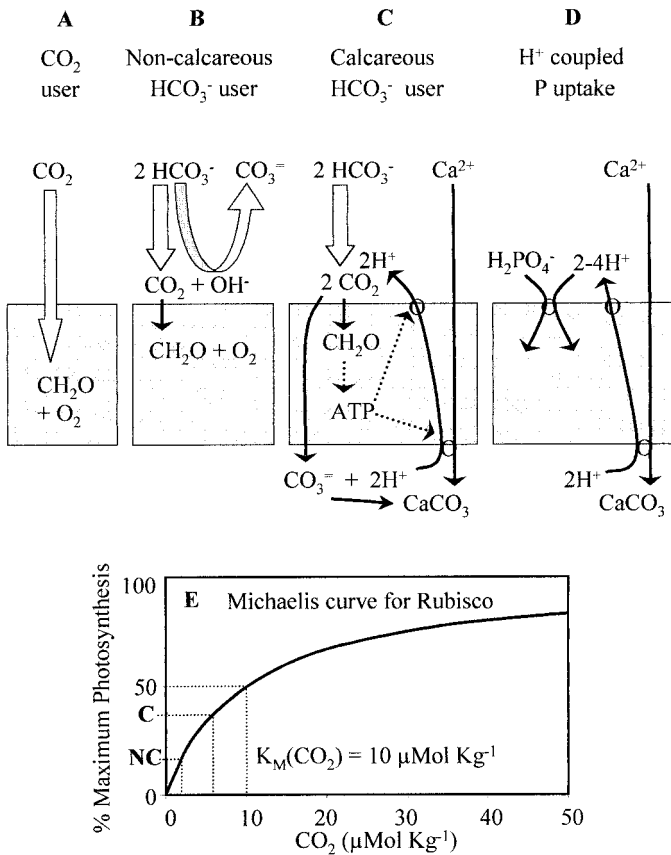 A B C D
CO₂ Non-calcareous Calcareous H⁺ coupled
user HCO₃⁻ user HCO₃⁻ user P uptake
CO₂ 2 HCO₃⁻ CO₃⁼ 2 HCO₃⁻ Ca²⁺ Ca²⁺
2H⁺ H₂PO₄⁻ 2-4H⁺
CO₂ + OH⁻ 2 CO₂
CH₂O + O₂ CH₂O
CH₂O
+ O₂ ATP
CO₃⁼ + 2H⁺ 2H⁺
CaCO₃ CaCO₃
% Maximum Photosynthesis
100
E Michaelis curve for Rubisco
50
C
NC K_M(CO₂) = 10 µMol Kg⁻¹
0
0 10 20 30 40 50
CO₂ (µMol Kg⁻¹)